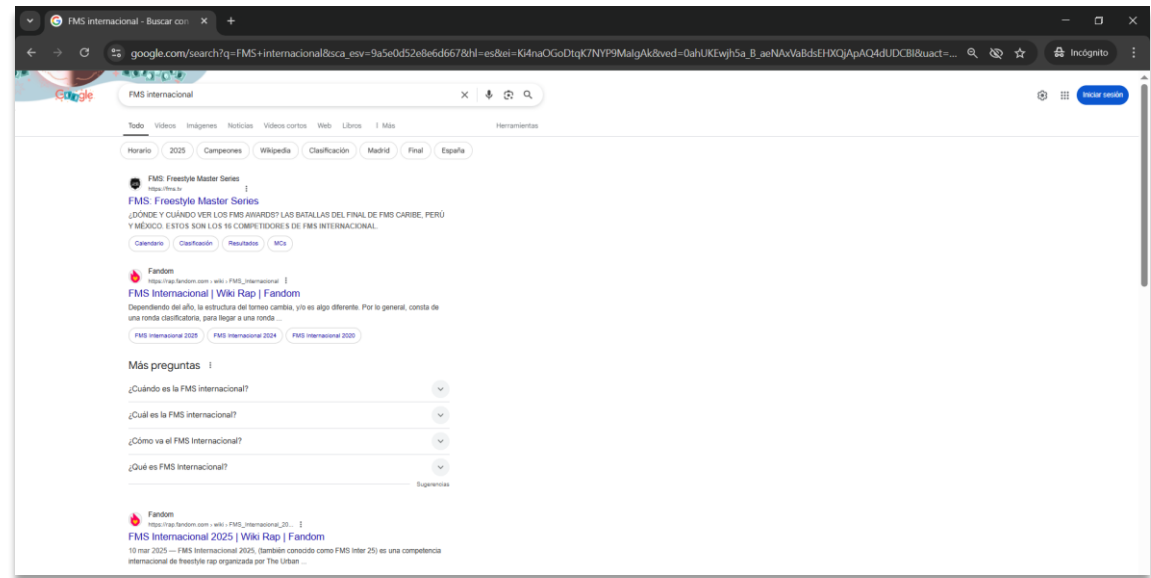 FMS internacional - Buscar con
google.com/search?q=FMS+internacional&sca_esv=9a5e0d52e8e6d667&hl=es&ei=Ki4naOGoDtqK7NYP9MalgAk&ved=0ahUKEwjh5a_B_aeNAxVaBdsEHXQjApAQ4dUDCBI&uact=...
Incógnito
Google
FMS internacional
Iniciar sesión
Todo Videos Imágenes Noticias Videos cortos Web Libros Más Herramientas
Horario 2025 Campeones Wikipedia Clasificación Madrid Final España
FMS: Freestyle Master Series
https://fms.tv
FMS: Freestyle Master Series
¿DÓNDE Y CUÁNDO VER LOS FMS AWARDS? LAS BATALLAS DEL FINAL DE FMS CARIBE, PERÚ
Y MÉXICO. ESTOS SON LOS 16 COMPETIDORES DE FMS INTERNACIONAL.
Calendario Clasificación Resultados MCs
Fandom
https://rap.fandom.com › wiki › FMS_Internacional
FMS Internacional | Wiki Rap | Fandom
Dependiendo del año, la estructura del torneo cambia, y/o es algo diferente. Por lo general, consta de
una ronda clasificatoria, para llegar a una ronda ...
FMS Internacional 2025 FMS Internacional 2024 FMS Internacional 2020
Más preguntas
¿Cuándo es la FMS internacional?
¿Cuál es la FMS internacional?
¿Cómo va el FMS Internacional?
¿Qué es FMS Internacional?
Sugerencias
Fandom
https://rap.fandom.com › wiki › FMS_Internacional_20...
FMS Internacional 2025 | Wiki Rap | Fandom
10 mar 2025 — FMS Internacional 2025, (también conocido como FMS Inter 25) es una competencia
internacional de freestyle rap organizada por The Urban ...